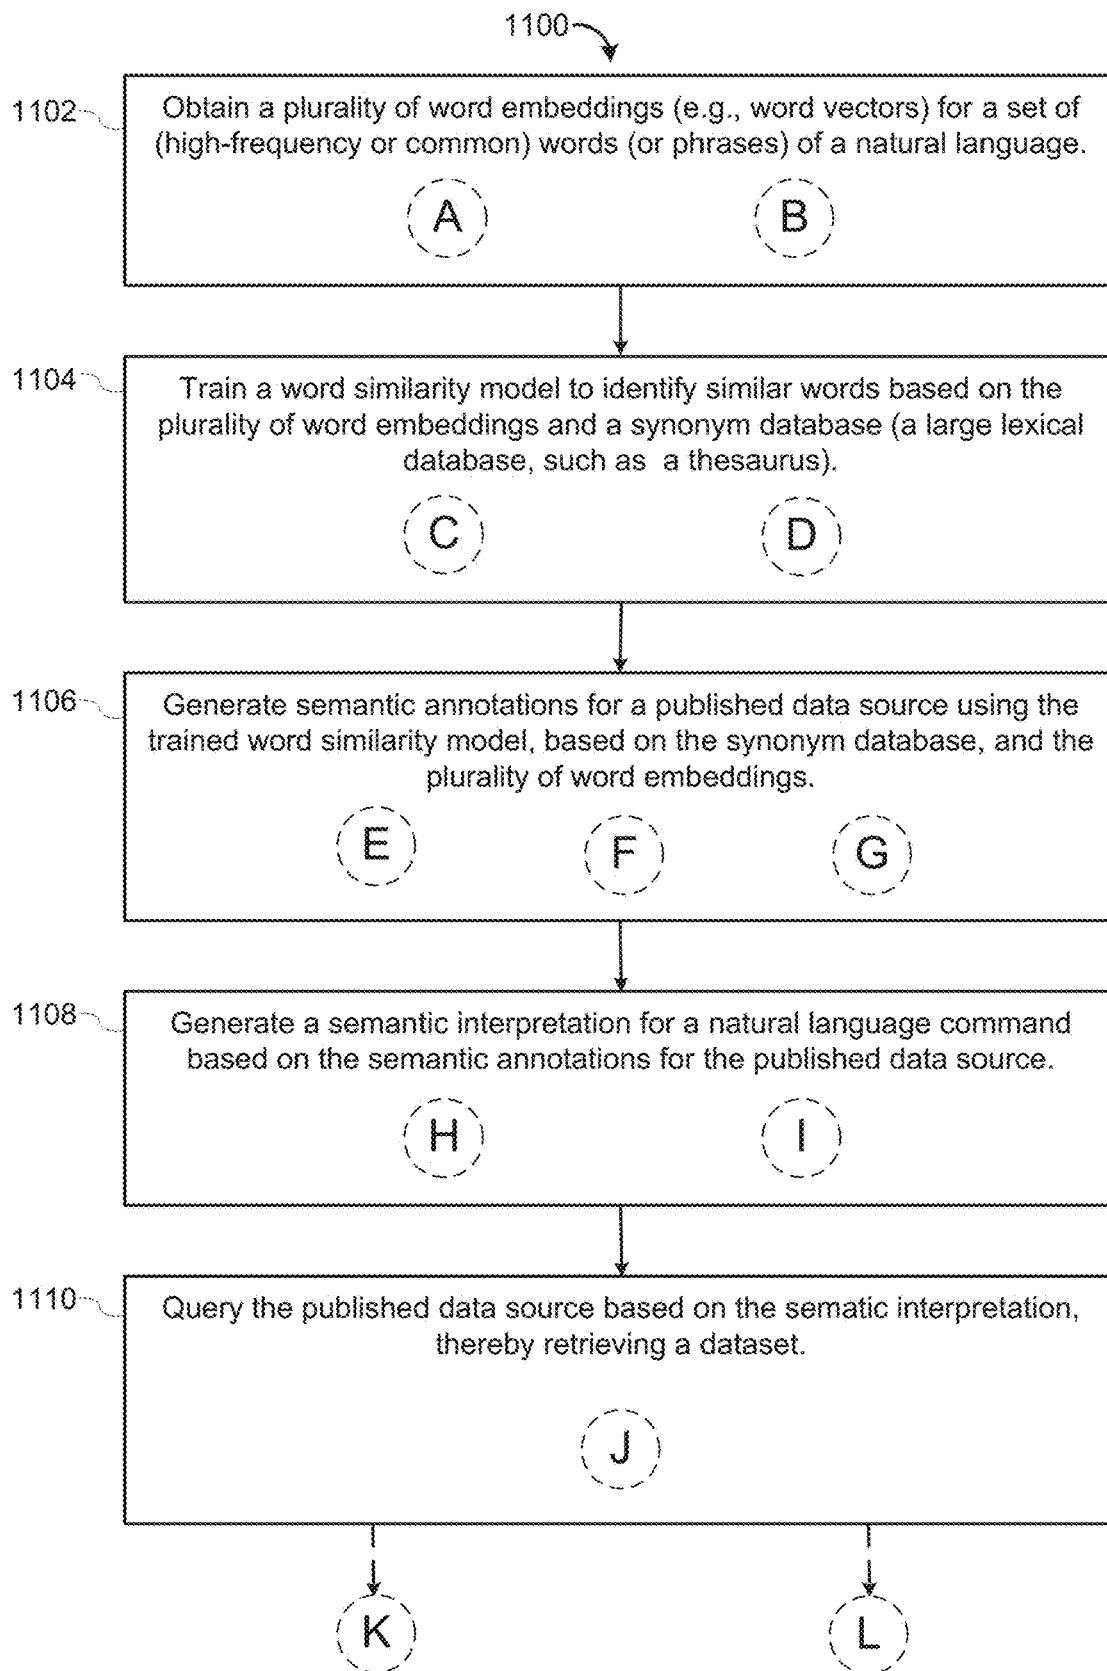 1100
1102
Obtain a plurality of word embeddings (e.g., word vectors) for a set of
(high-frequency or common) words (or phrases) of a natural language.
A
B
1104
Train a word similarity model to identify similar words based on the
plurality of word embeddings and a synonym database (a large lexical
database, such as a thesaurus).
C
D
1106
Generate semantic annotations for a published data source using the
trained word similarity model, based on the synonym database, and the
plurality of word embeddings.
E
F
G
1108
Generate a semantic interpretation for a natural language command
based on the semantic annotations for the published data source.
H
I
1110
Query the published data source based on the sematic interpretation,
thereby retrieving a dataset.
J
K
L